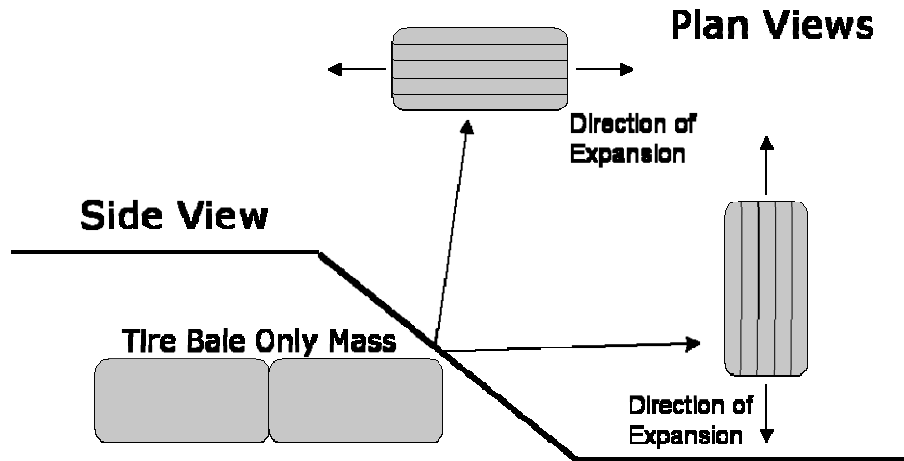 Plan Views
Direction of
Expansion
Side View
Tire Bale Only Mass
Direction of
Expansion